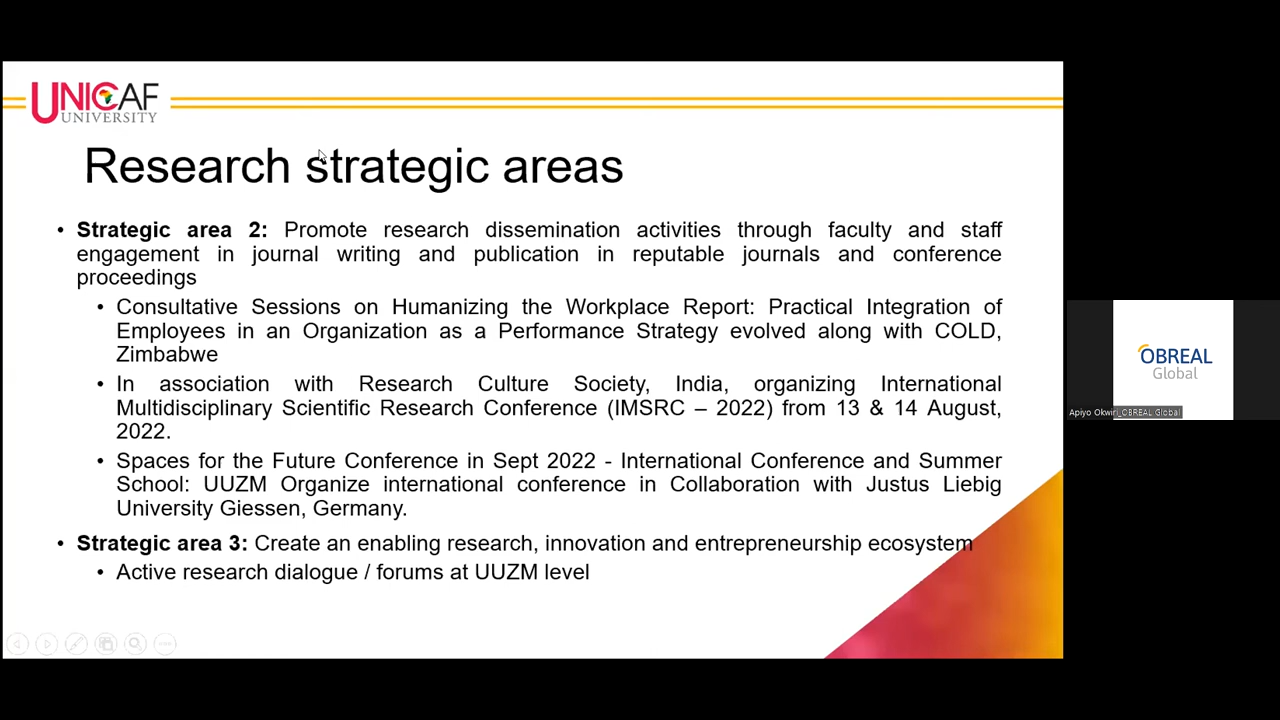 UNICAF
UNIVERSITY
Research strategic areas
• Strategic area 2: Promote research dissemination activities through faculty and staff
engagement in journal writing and publication in reputable journals and conference
proceedings
• Consultative Sessions on Humanizing the Workplace Report: Practical Integration of
Employees in an Organization as a Performance Strategy evolved along with COLD,
Zimbabwe
• In association with Research Culture Society, India, organizing International
Multidisciplinary Scientific Research Conference (IMSRC – 2022) from 13 & 14 August,
2022.
• Spaces for the Future Conference in Sept 2022 - International Conference and Summer
School: UUZM Organize international conference in Collaboration with Justus Liebig
University Giessen, Germany.
• Strategic area 3: Create an enabling research, innovation and entrepreneurship ecosystem
• Active research dialogue / forums at UUZM level
OBREAL
Global
Apiyo Okwiri_OBREAL Global